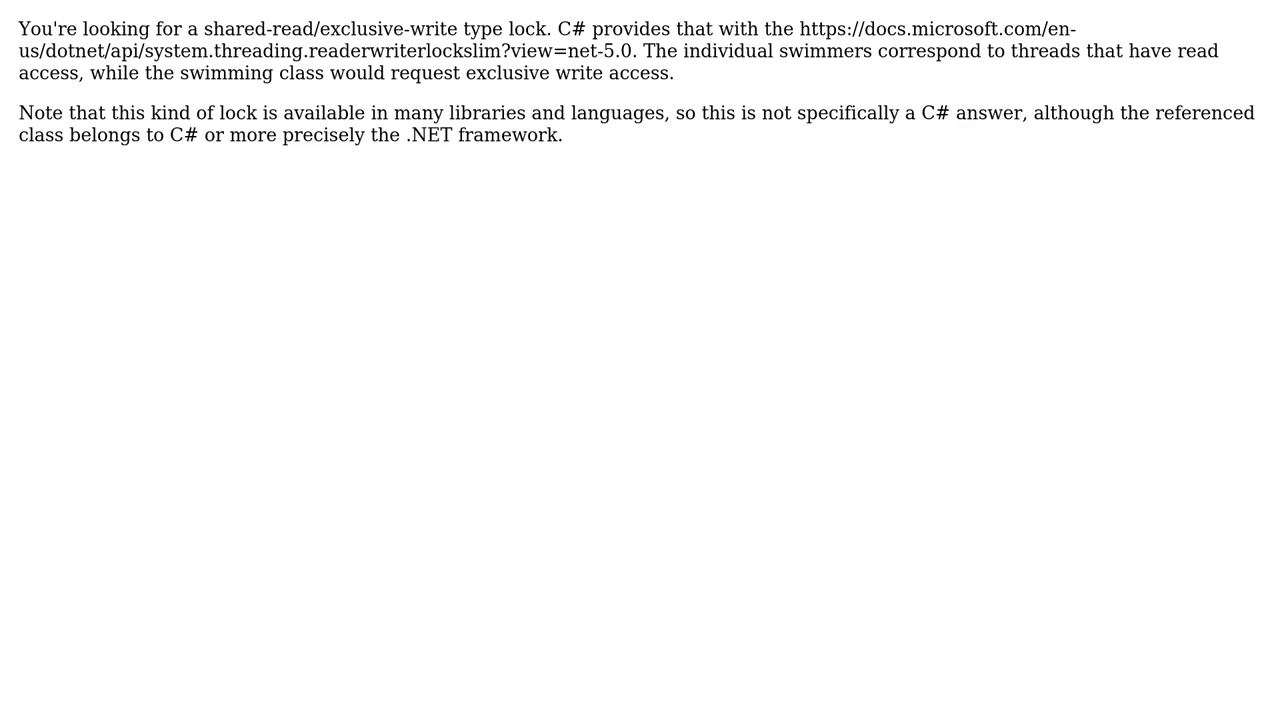 You're looking for a shared-read/exclusive-write type lock. C# provides that with the https://docs.microsoft.com/en-
us/dotnet/api/system.threading.readerwriterlockslim?view=net-5.0. The individual swimmers correspond to threads that have read
access, while the swimming class would request exclusive write access.
Note that this kind of lock is available in many libraries and languages, so this is not specifically a C# answer, although the referenced
class belongs to C# or more precisely the .NET framework.